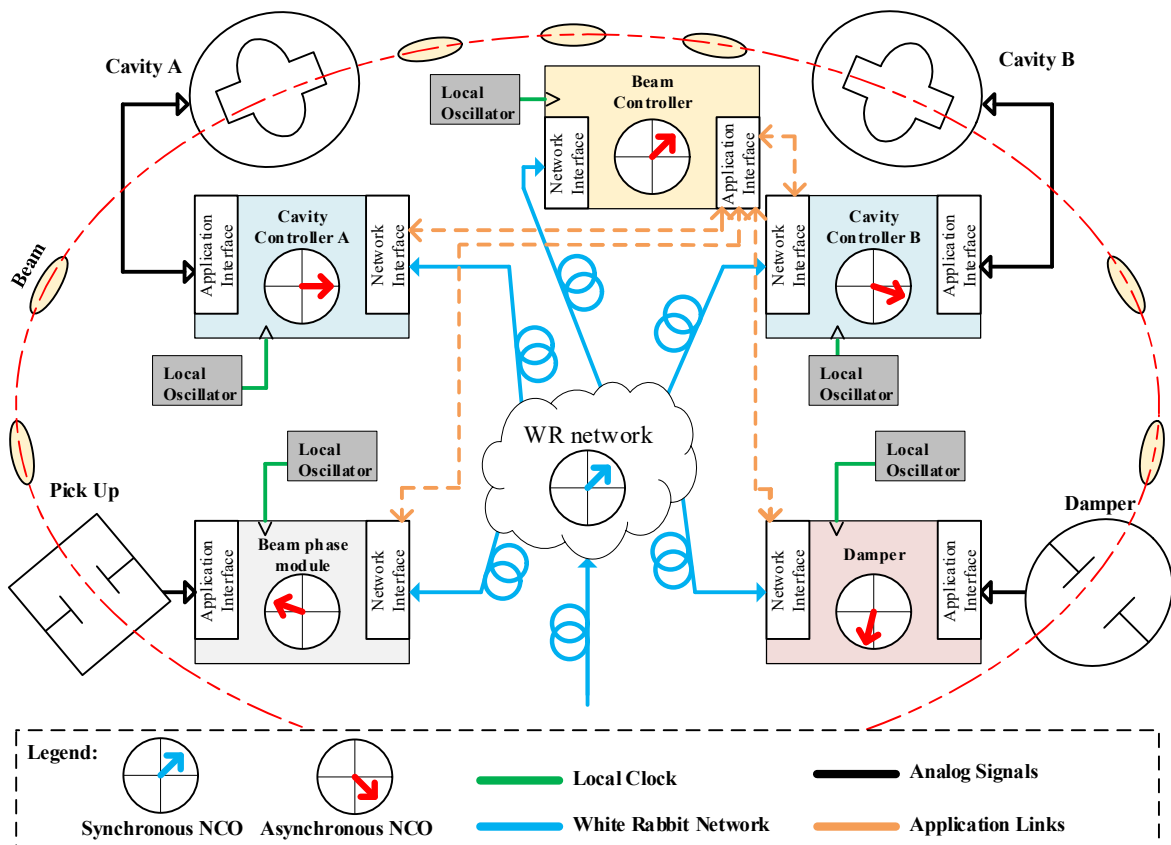 Cavity A
Cavity B
Local
Oscillator
Beam
Controller
Network
Interface
Application
Interface
Application
Interface
Cavity
Controller A
Network
Interface
Network
Interface
Cavity
Controller B
Application
Interface
Beam
Local
Oscillator
Local
Oscillator
WR network
Local
Oscillator
Local
Oscillator
Pick Up
Damper
Application
Interface
Beam phase
module
Network
Interface
Network
Interface
Damper
Application
Interface
Legend:
Synchronous NCO
Asynchronous NCO
Local Clock
White Rabbit Network
Analog Signals
Application Links